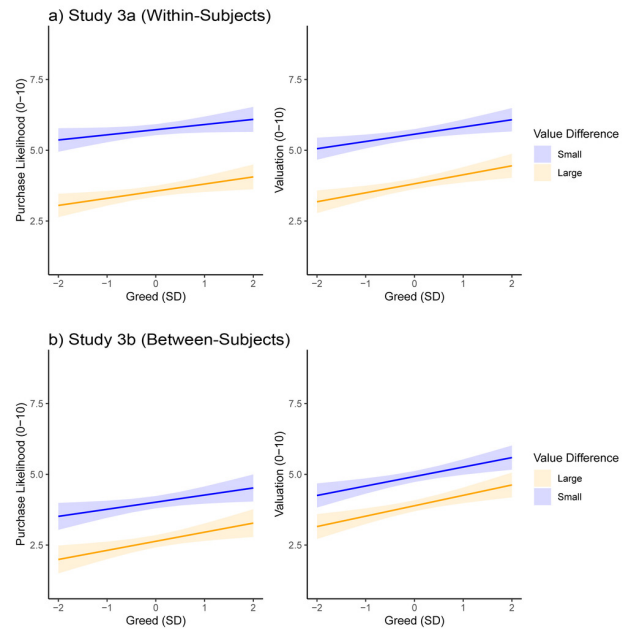 a) Study 3a (Within-Subjects)
Purchase Likelihood (0−10)
7.5
5.0
2.5
−2 −1 0 1 2
Greed (SD)
Valuation (0−10)
7.5
5.0
2.5
−2 −1 0 1 2
Greed (SD)
Value Difference
Small
Large
b) Study 3b (Between-Subjects)
Purchase Likelihood (0−10)
7.5
5.0
2.5
−2 −1 0 1 2
Greed (SD)
Valuation (0−10)
7.5
5.0
2.5
−2 −1 0 1 2
Greed (SD)
Value Difference
Large
Small